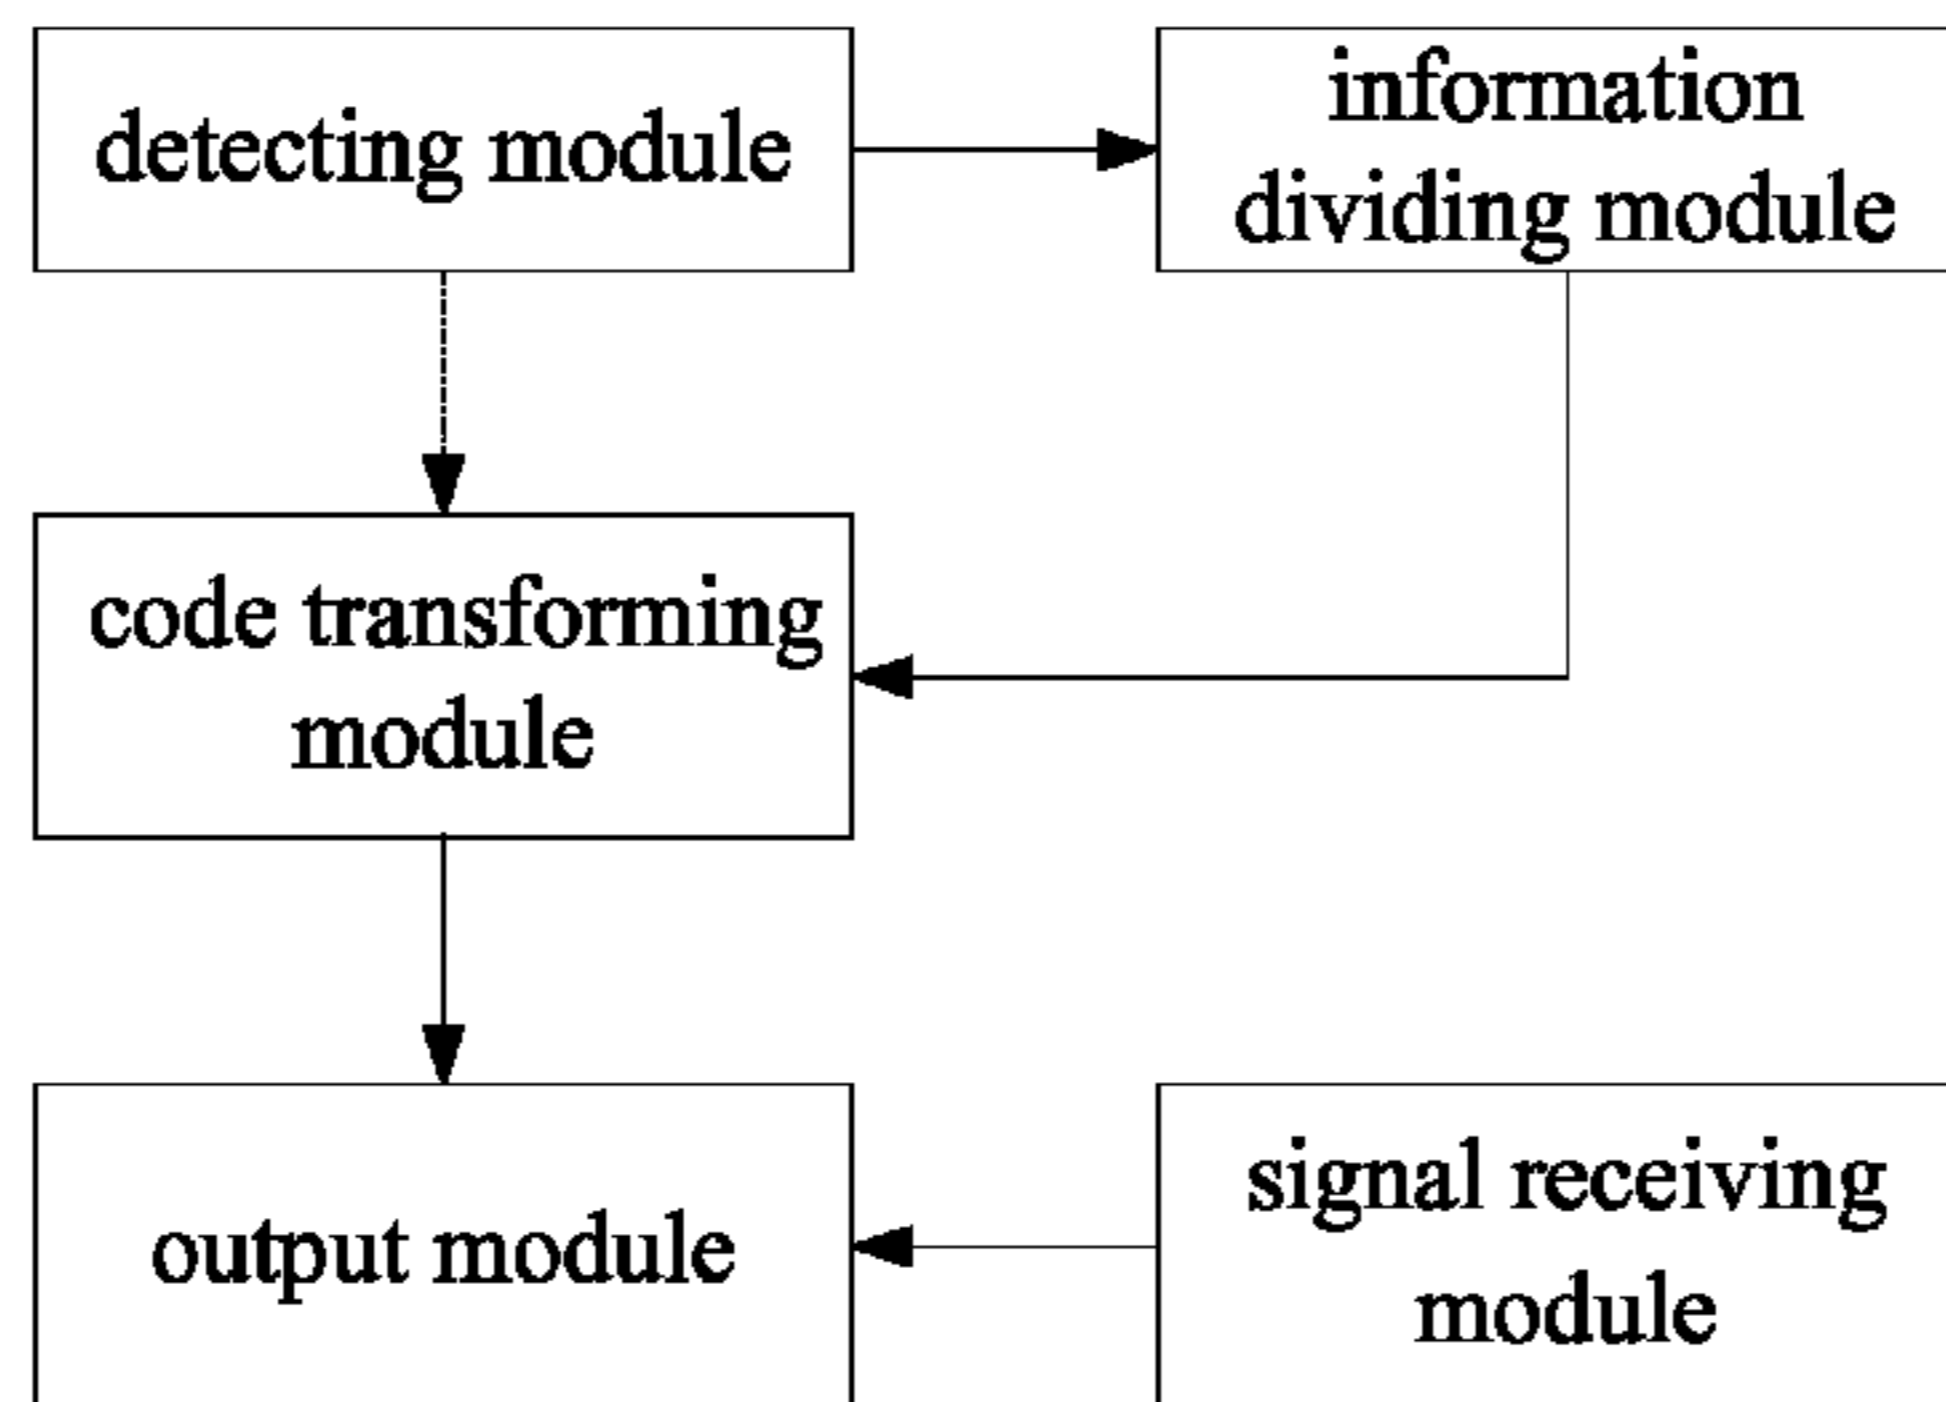 detecting module
information
dividing module
code transforming
module
output module
signal receiving
module